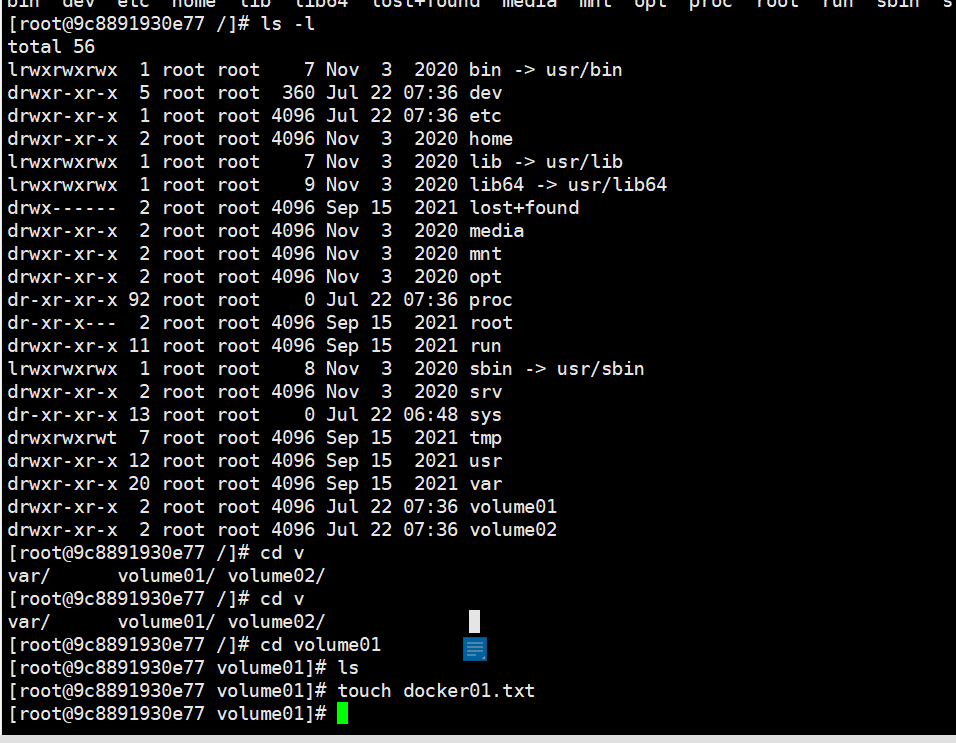 bin dev etc home lib lib64 lost+found media mnt opt proc root run sbin s
[root@9c8891930e77 /]# ls -l
total 56
lrwxrwxrwx  1 root root    7 Nov  3  2020 bin -> usr/bin
drwxr-xr-x  5 root root  360 Jul 22 07:36 dev
drwxr-xr-x  1 root root 4096 Jul 22 07:36 etc
drwxr-xr-x  2 root root 4096 Nov  3  2020 home
lrwxrwxrwx  1 root root    7 Nov  3  2020 lib -> usr/lib
lrwxrwxrwx  1 root root    9 Nov  3  2020 lib64 -> usr/lib64
drwx------  2 root root 4096 Sep 15  2021 lost+found
drwxr-xr-x  2 root root 4096 Nov  3  2020 media
drwxr-xr-x  2 root root 4096 Nov  3  2020 mnt
drwxr-xr-x  2 root root 4096 Nov  3  2020 opt
dr-xr-xr-x 92 root root    0 Jul 22 07:36 proc
dr-xr-x---  2 root root 4096 Sep 15  2021 root
drwxr-xr-x 11 root root 4096 Sep 15  2021 run
lrwxrwxrwx  1 root root    8 Nov  3  2020 sbin -> usr/sbin
drwxr-xr-x  2 root root 4096 Nov  3  2020 srv
dr-xr-xr-x 13 root root    0 Jul 22 06:48 sys
drwxrwxrwt  7 root root 4096 Sep 15  2021 tmp
drwxr-xr-x 12 root root 4096 Sep 15  2021 usr
drwxr-xr-x 20 root root 4096 Sep 15  2021 var
drwxr-xr-x  2 root root 4096 Jul 22 07:36 volume01
drwxr-xr-x  2 root root 4096 Jul 22 07:36 volume02
[root@9c8891930e77 /]# cd v
var/      volume01/ volume02/
[root@9c8891930e77 /]# cd v
var/      volume01/ volume02/
[root@9c8891930e77 /]# cd volume01
[root@9c8891930e77 volume01]# ls
[root@9c8891930e77 volume01]# touch docker01.txt
[root@9c8891930e77 volume01]#